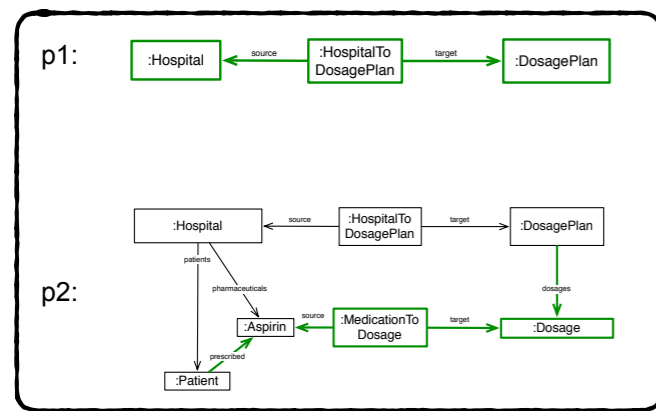 p1:
:Hospital
source
:HospitalTo
DosagePlan
target
:DosagePlan
p2:
:Hospital
source
:HospitalTo
DosagePlan
target
:DosagePlan
patients
pharmaceuticals
dosages
:Aspirin
source
:MedicationTo
Dosage
target
:Dosage
prescribed
:Patient